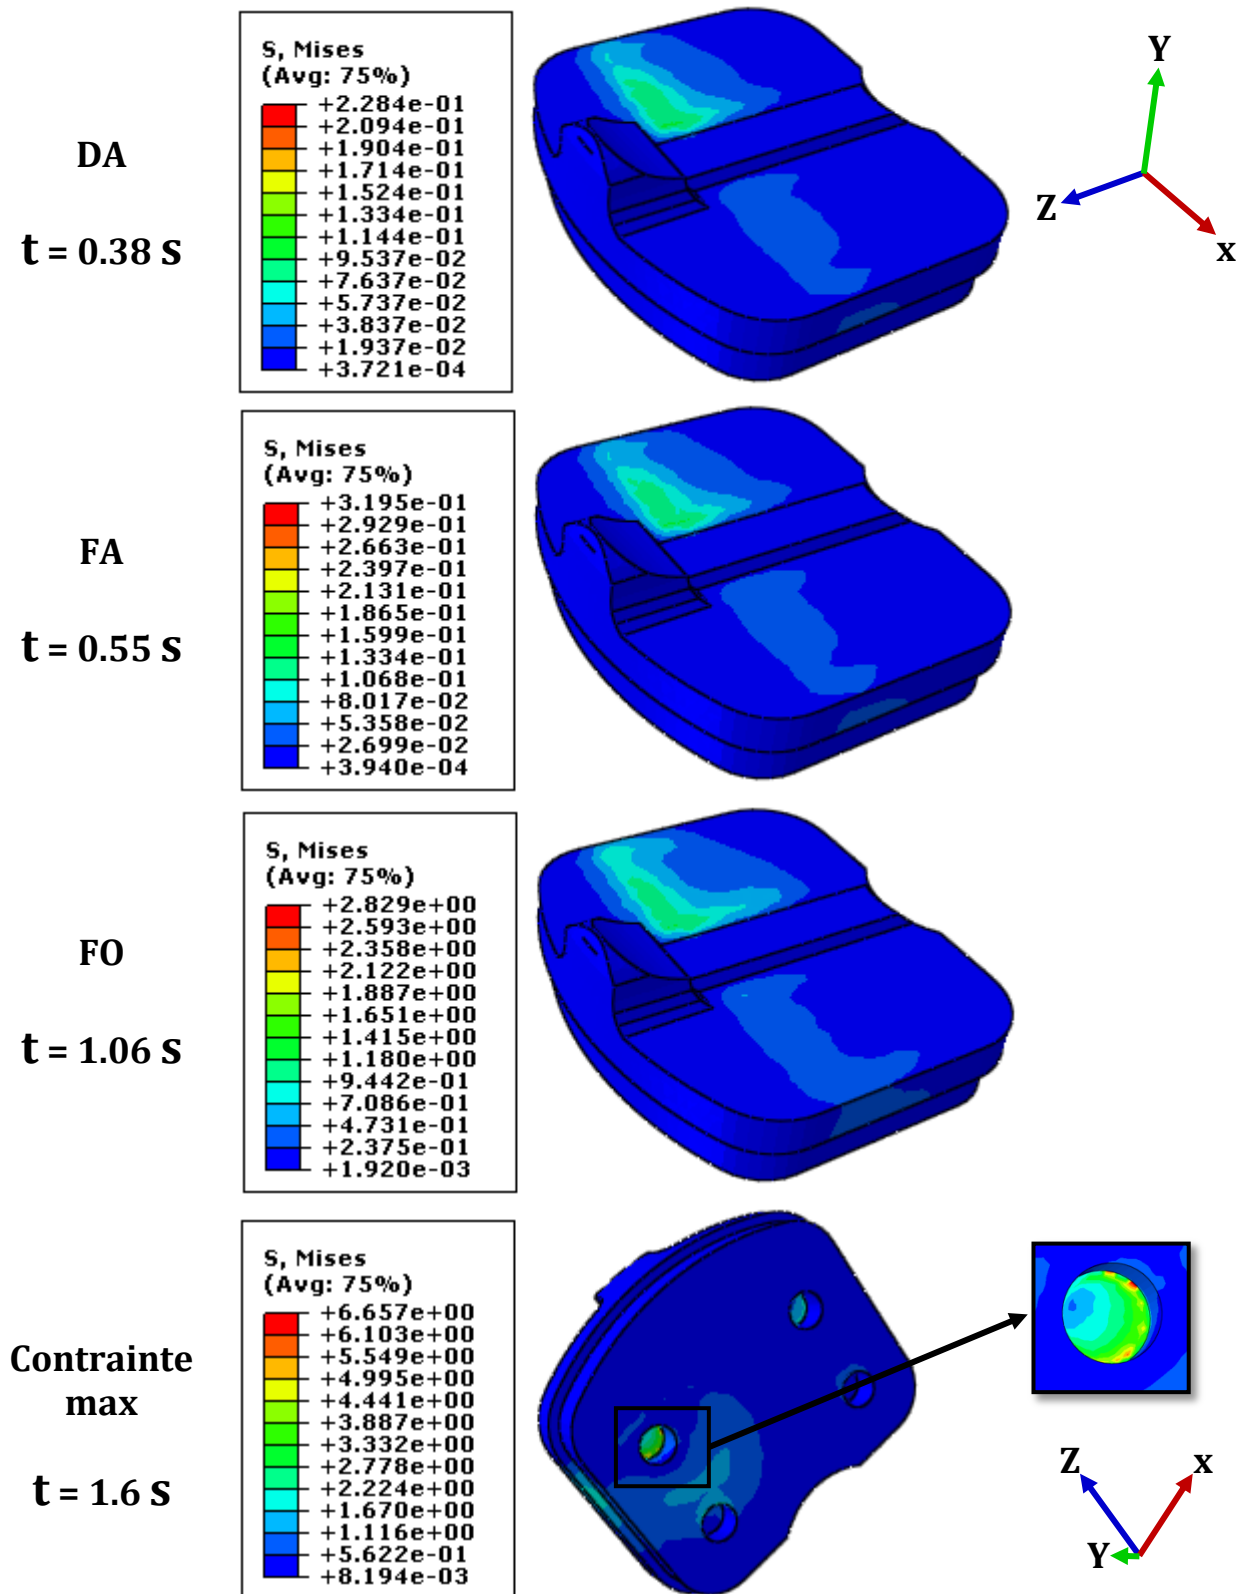 DA
t = 0.38 s
S, Mises
(Avg: 75%)
+2.284e-01
+2.094e-01
+1.904e-01
+1.714e-01
+1.524e-01
+1.334e-01
+1.144e-01
+9.537e-02
+7.637e-02
+5.737e-02
+3.837e-02
+1.937e-02
+3.721e-04
Y
Z
x
FA
t = 0.55 s
S, Mises
(Avg: 75%)
+3.195e-01
+2.929e-01
+2.663e-01
+2.397e-01
+2.131e-01
+1.865e-01
+1.599e-01
+1.334e-01
+1.068e-01
+8.017e-02
+5.358e-02
+2.699e-02
+3.940e-04
FO
t = 1.06 s
S, Mises
(Avg: 75%)
+2.829e+00
+2.593e+00
+2.358e+00
+2.122e+00
+1.887e+00
+1.651e+00
+1.415e+00
+1.180e+00
+9.442e-01
+7.086e-01
+4.731e-01
+2.375e-01
+1.920e-03
Contrainte
max
t = 1.6 s
S, Mises
(Avg: 75%)
+6.657e+00
+6.103e+00
+5.549e+00
+4.995e+00
+4.441e+00
+3.887e+00
+3.332e+00
+2.778e+00
+2.224e+00
+1.670e+00
+1.116e+00
+5.622e-01
+8.194e-03
Z
x
Y